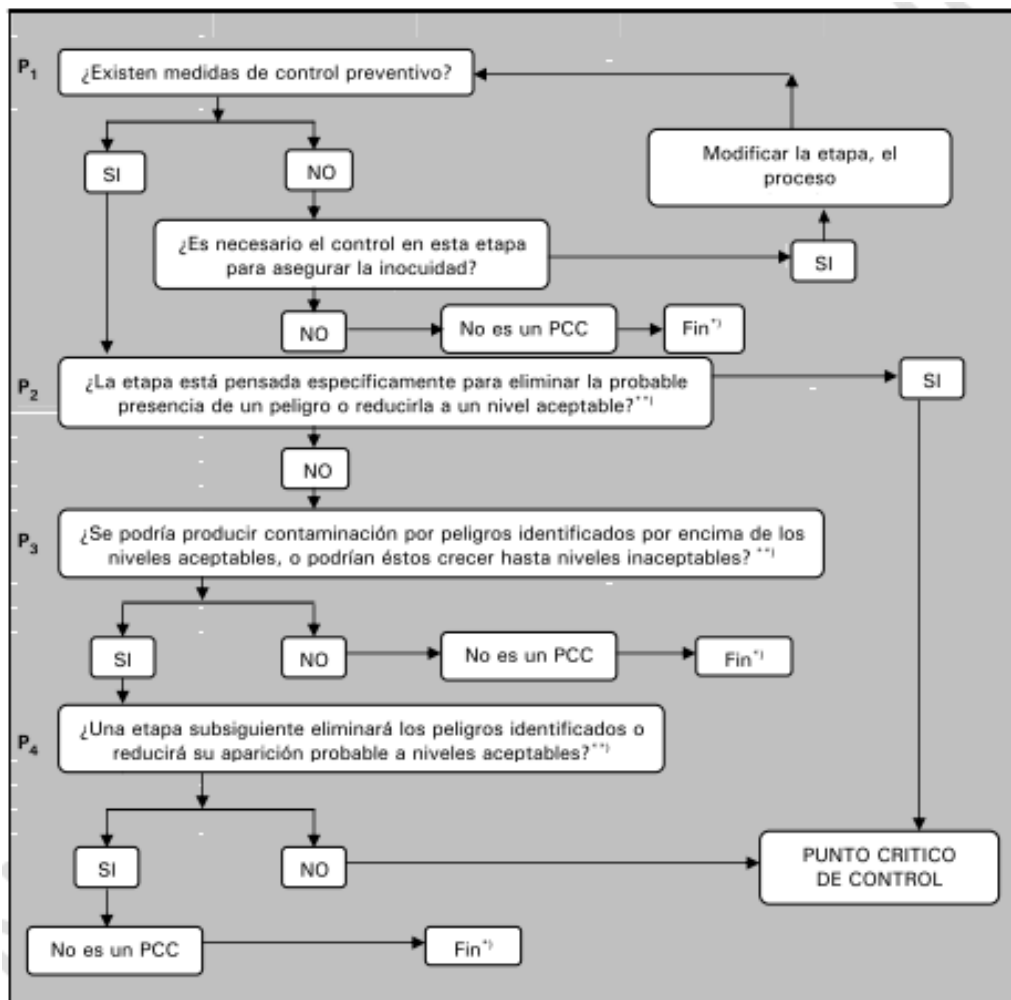 P1
¿Existen medidas de control preventivo?
SI
NO
Modificar la etapa, el
proceso
¿Es necesario el control en esta etapa
para asegurar la inocuidad?
SI
NO
No es un PCC
Fin*)
P2
¿La etapa está pensada específicamente para eliminar la probable
presencia de un peligro o reducirla a un nivel aceptable?**)
SI
NO
P3
¿Se podría producir contaminación por peligros identificados por encima de los
niveles aceptables, o podrían éstos crecer hasta niveles inaceptables? **)
SI
NO
No es un PCC
Fin*)
P4
¿Una etapa subsiguiente eliminará los peligros identificados o
reducirá su aparición probable a niveles aceptables?**)
SI
NO
PUNTO CRITICO
DE CONTROL
No es un PCC
Fin*)